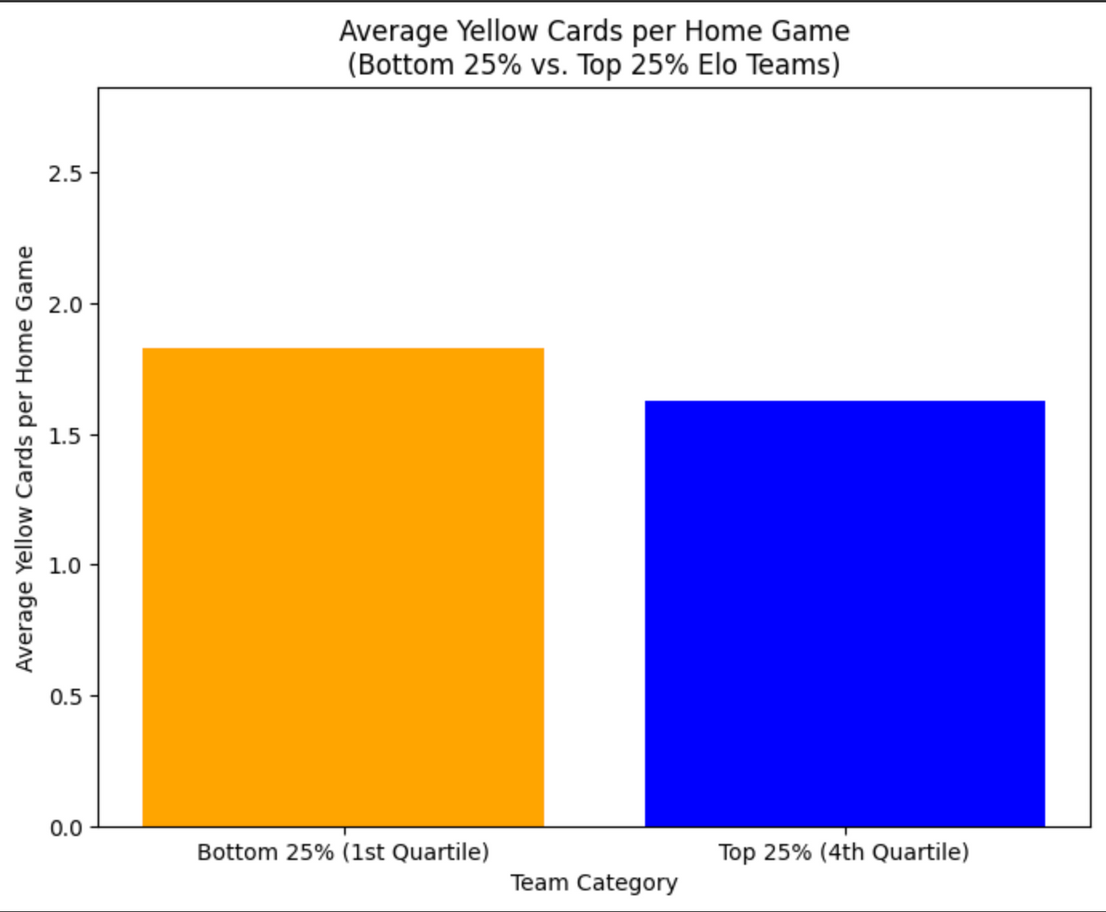 Average Yellow Cards per Home Game
(Bottom 25% vs. Top 25% Elo Teams)
Average Yellow Cards per Home Game
2.5
2.0
1.5
1.0
0.5
0.0
Bottom 25% (1st Quartile)
Top 25% (4th Quartile)
Team Category